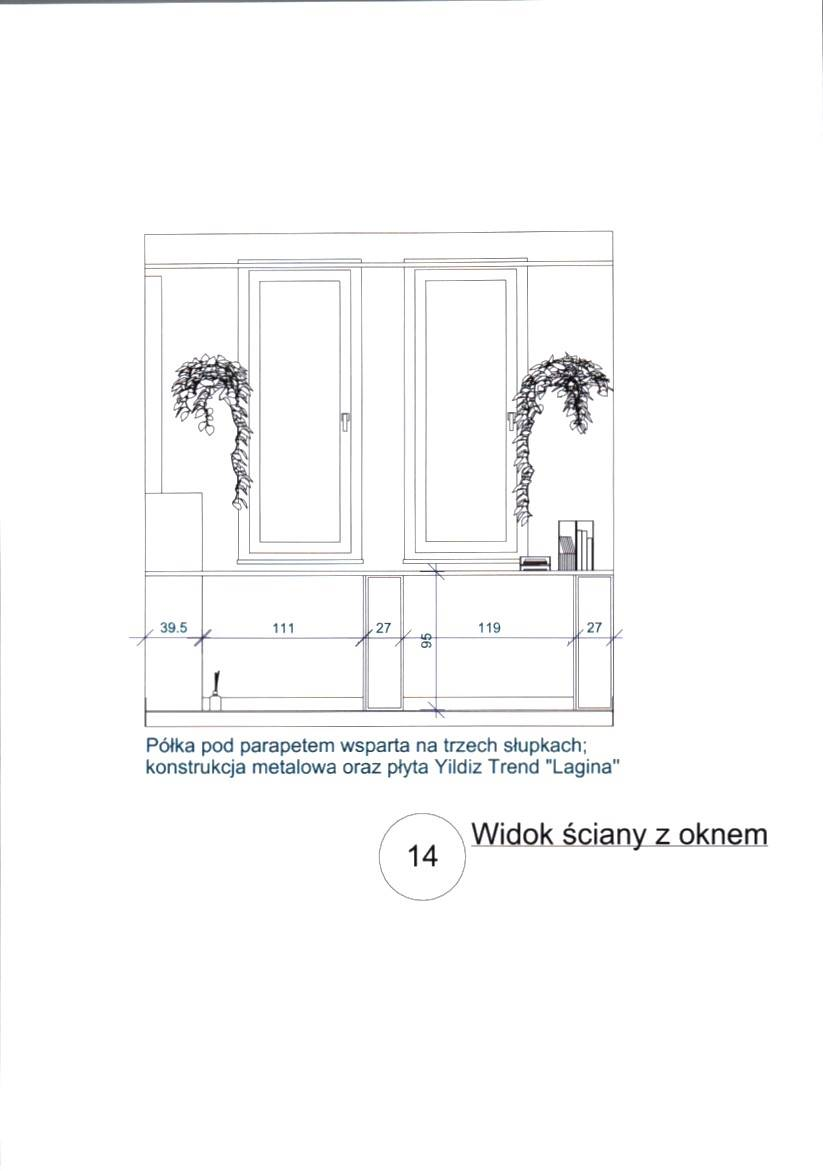 39.5 111 27 119 27
95
Półka pod parapetem wsparta na trzech słupkach;
konstrukcja metalowa oraz płyta Yildiz Trend "Lagina"
14 Widok ściany z oknem